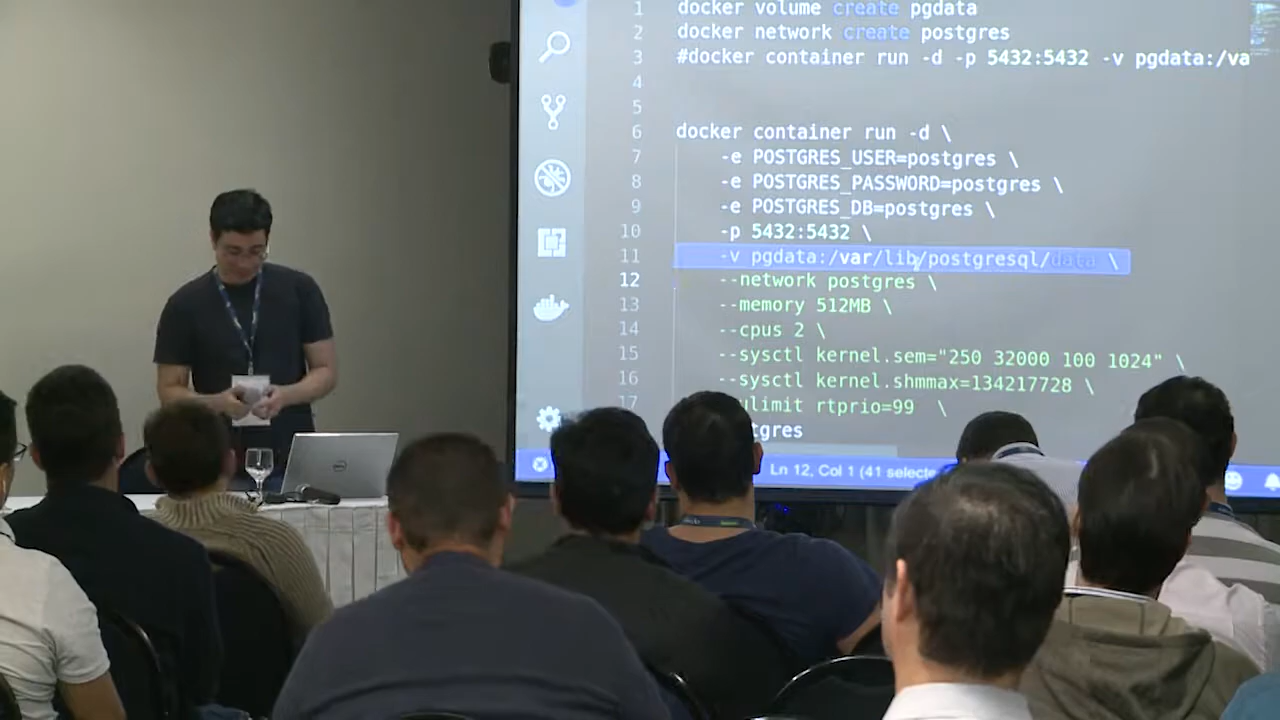 1 docker volume create pgdata
2 docker network create postgres
3 #docker container run -d -p 5432:5432 -v pgdata:/va
4
5
6 docker container run -d \
7 -e POSTGRES_USER=postgres \
8 -e POSTGRES_PASSWORD=postgres \
9 -e POSTGRES_DB=postgres \
10 -p 5432:5432 \
11 -v pgdata:/var/lib/postgresql/data \
12 --network postgres \
13 --memory 512MB \
14 --cpus 2 \
15 --sysctl kernel.sem="250 32000 100 1024" \
16 --sysctl kernel.shmmax=134217728 \
17 ulimit rtprio=99 \
tgres
Ln 12, Col 1 (41 selecte
DELL